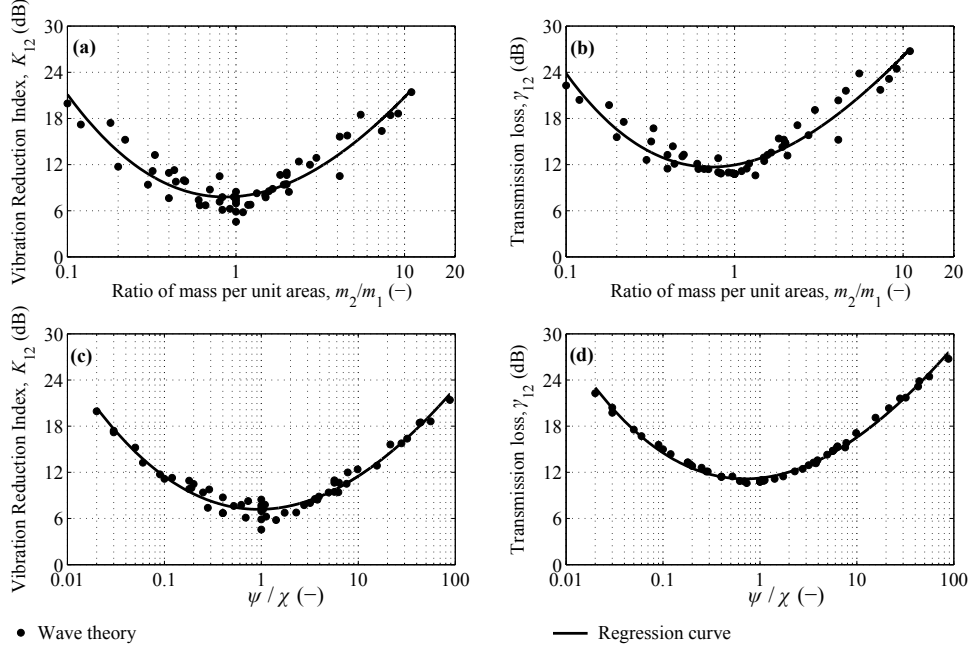 Vibration Reduction Index, K12 (dB)
30
24
18
12
6
0
(a)
0.1 1 10 20
Ratio of mass per unit areas, m2/m1 (−)
Transmission loss, γ12 (dB)
30
24
18
12
6
0
(b)
0.1 1 10 20
Ratio of mass per unit areas, m2/m1 (−)
Vibration Reduction Index, K12 (dB)
30
24
18
12
6
0
(c)
0.01 0.1 1 10 100
ψ / χ (−)
Transmission loss, γ12 (dB)
30
24
18
12
6
0
(d)
0.01 0.1 1 10 100
ψ / χ (−)
Wave theory
Regression curve